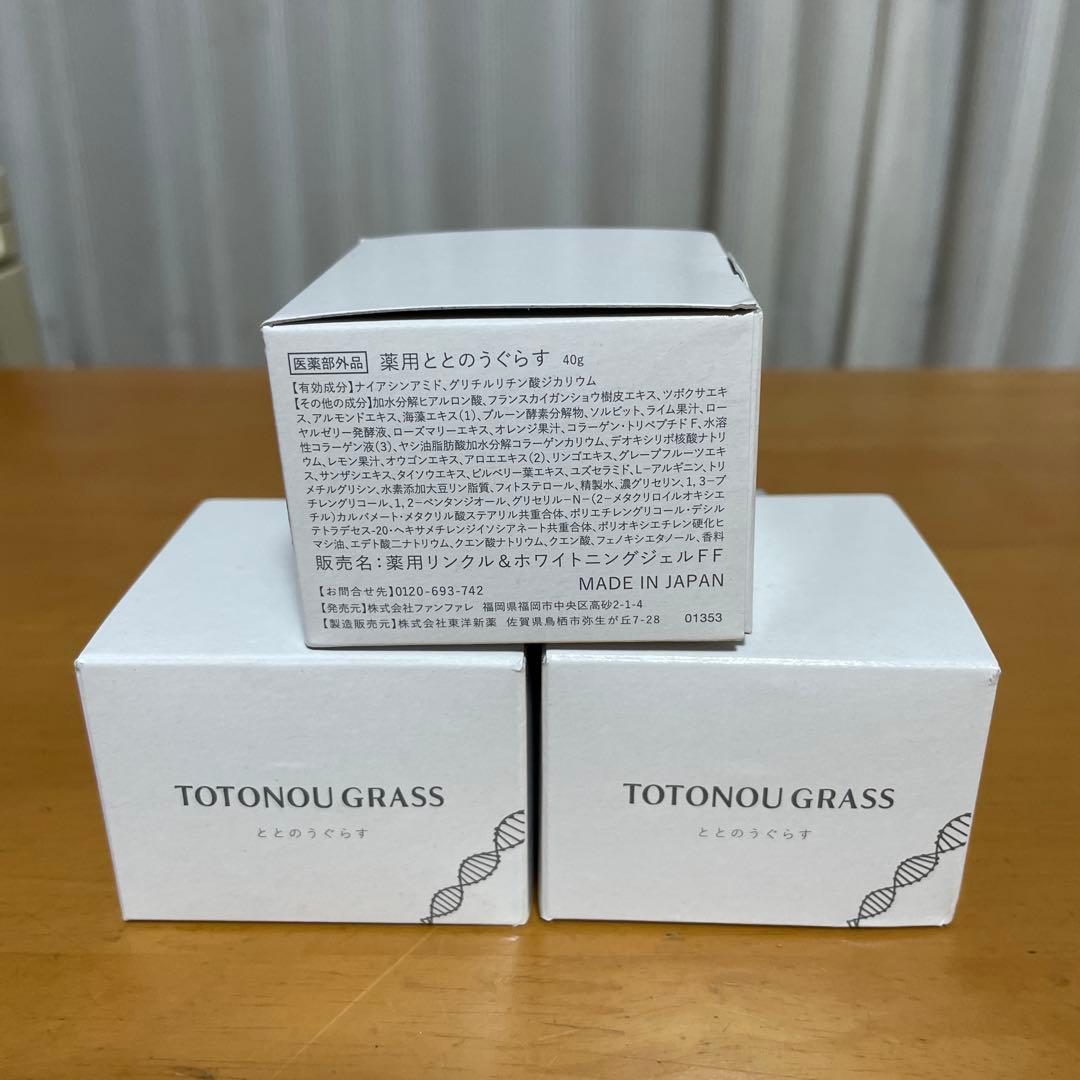 医薬部外品 薬用ととのうぐらす 40g
【有効成分】ナイアシンアミド、グリチルリチン酸ジカリウム
【その他の成分】加水分解ヒアルロン酸、フランスカイガンショウ樹皮エキス、ツボクサエキ
ス、アルモンドエキス、海藻エキス(1)、プルーン酵素分解物、ソルビット、ライム果汁、ロー
ヤルゼリー発酵液、ローズマリーエキス、オレンジ果汁、コラーゲン・トリペプチドF、水溶
性コラーゲン液(3)、ヤシ油脂肪酸加水分解コラーゲンカリウム、デオキシリボ核酸ナトリ
ウム、レモン果汁、オウゴンエキス、アロエエキス(2)、リンゴエキス、グレープフルーツエキ
ス、サンザシエキス、タイソウエキス、ビルベリー葉エキス、ユズセラミド、L-アルギニン、トリ
メチルグリシン、水素添加大豆リン脂質、フィトステロール、精製水、濃グリセリン、1,3-ブ
チレングリコール、1,2-ペンタンジオール、グリセリル-N-(2-メタクリロイルオキシエ
チル)カルバメート・メタクリル酸ステアリル共重合体、ポリエチレングリコール・デシル
テトラデセス-20・ヘキサメチレンジイソシアネート共重合体、ポリオキシエチレン硬化ヒ
マシ油、エデト酸二ナトリウム、クエン酸ナトリウム、クエン酸、フェノキシエタノール、香料
販売名:薬用リンクル&ホワイトニングジェルFF
MADE IN JAPAN
【お問合せ先】0120-693-742
【発売元】株式会社ファンファレ 福岡県福岡市中央区高砂2-1-4
【製造販売元】株式会社東洋新薬 佐賀県鳥栖市弥生が丘7-28 01353
TOTONOU GRASS
ととのうぐらす
TOTONOU GRASS
ととのうぐらす